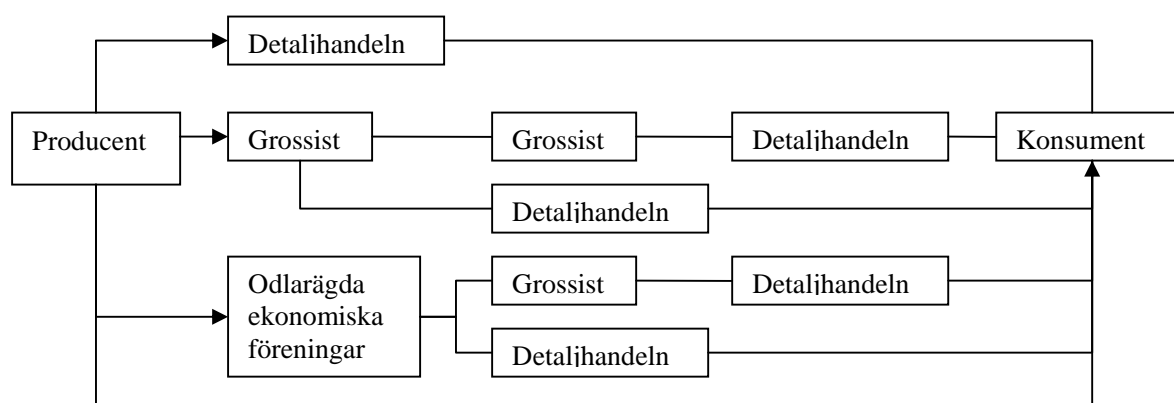 Detaljhandeln
Producent
Grossist
Grossist
Detaljhandeln
Konsument
Detaljhandeln
Odlarägda
ekonomiska
föreningar
Grossist
Detaljhandeln
Detaljhandeln